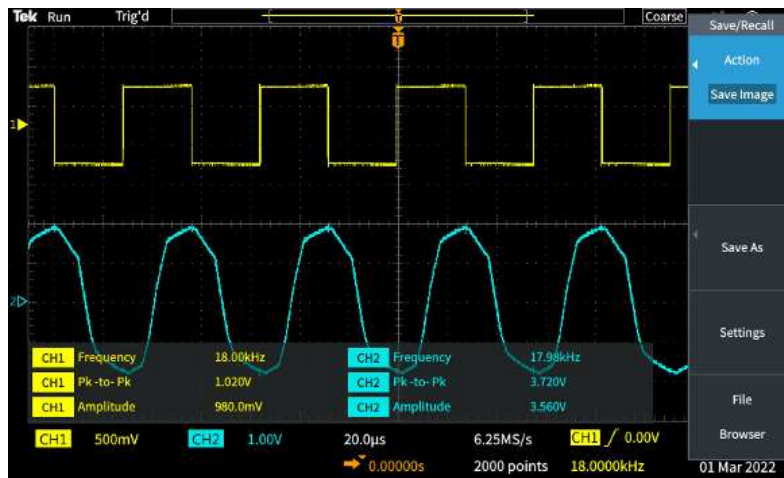 Tek Run Trig'd Coarse
Save/Recall
Action
Save Image
1
Save As
2
CH1 Frequency 18.00kHz CH2 Frequency 17.98kHz
CH1 Pk-to-Pk 1.020V CH2 Pk-to-Pk 3.720V
CH1 Amplitude 980.0mV CH2 Amplitude 3.560V
Settings
File
Browser
CH1 500mV CH2 1.00V 20.0µs 6.25MS/s CH1 0.00V
0.00000s 2000 points 18.0000kHz 01 Mar 2022